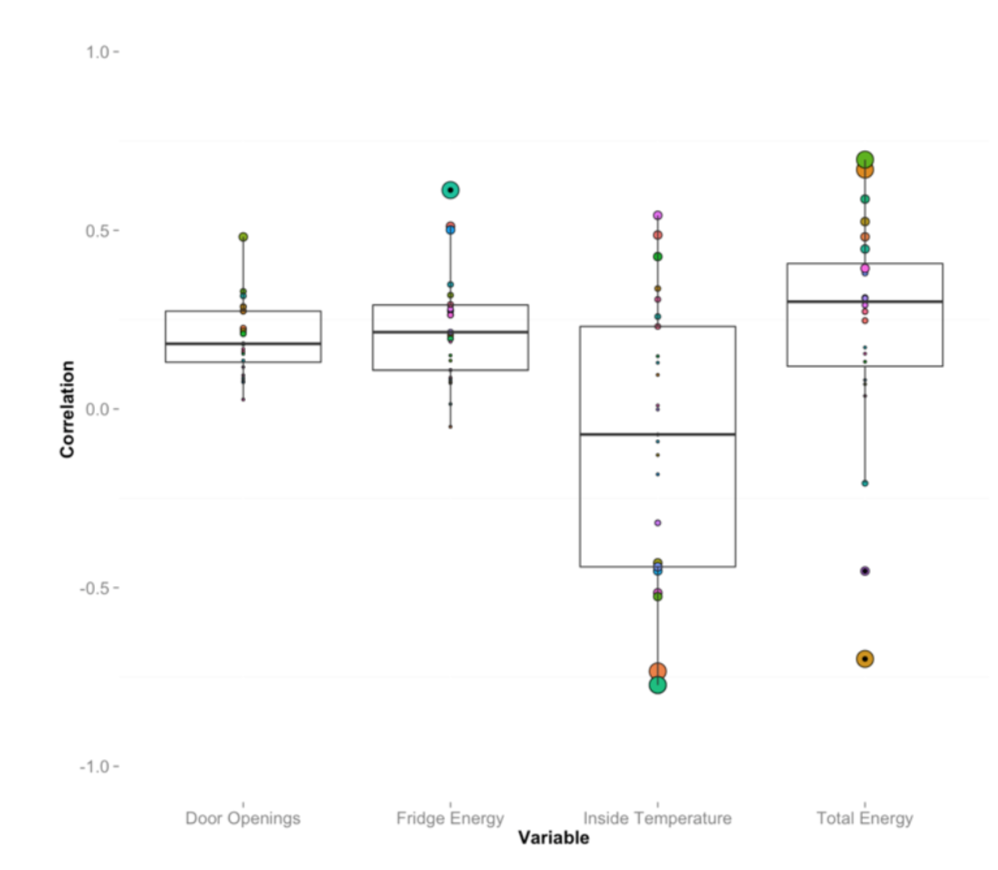 1.0
0.5
0.0
-0.5
-1.0
Correlation
Door Openings
Fridge Energy
Inside Temperature
Total Energy
Variable